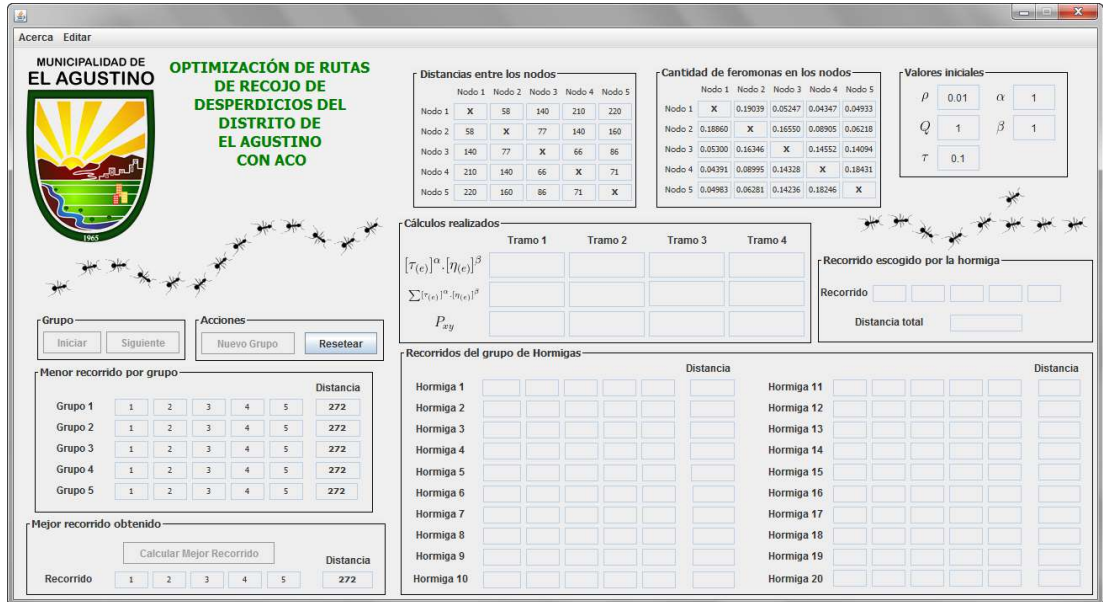 Acerca Editar
MUNICIPALIDAD DE
EL AGUSTINO
1965
OPTIMIZACIÓN DE RUTAS
DE RECOJO DE
DESPERDICIOS DEL
DISTRITO DE
EL AGUSTINO
CON ACO
Distancias entre los nodos
Nodo 1 Nodo 2 Nodo 3 Nodo 4 Nodo 5
Nodo 1 X 58 140 210 220
Nodo 2 58 X 77 140 160
Nodo 3 140 77 X 66 86
Nodo 4 210 140 66 X 71
Nodo 5 220 160 86 71 X
Cantidad de feromonas en los nodos
Nodo 1 Nodo 2 Nodo 3 Nodo 4 Nodo 5
Nodo 1 X 0.19039 0.05247 0.04347 0.04933
Nodo 2 0.18860 X 0.16550 0.08905 0.06218
Nodo 3 0.05300 0.16346 X 0.14552 0.14094
Nodo 4 0.04391 0.08995 0.14328 X 0.18431
Nodo 5 0.04983 0.06281 0.14236 0.18246 X
Valores iniciales
ρ 0.01 α 1
Q 1 β 1
τ 0.1
Cálculos realizados
Tramo 1 Tramo 2 Tramo 3 Tramo 4
[τ(e)]^α.[η(e)]^β
∑[τ(e)]^α.[η(e)]^β
P_xy
Recorrido escogido por la hormiga
Recorrido
Distancia total
Grupo
Iniciar Siguiente
Acciones
Nuevo Grupo Resetear
Menor recorrido por grupo
Distancia
Grupo 1 1 2 3 4 5 272
Grupo 2 1 2 3 4 5 272
Grupo 3 1 2 3 4 5 272
Grupo 4 1 2 3 4 5 272
Grupo 5 1 2 3 4 5 272
Mejor recorrido obtenido
Calcular Mejor Recorrido
Distancia
Recorrido 1 2 3 4 5 272
Recorridos del grupo de Hormigas
Distancia Distancia
Hormiga 1 Hormiga 11
Hormiga 2 Hormiga 12
Hormiga 3 Hormiga 13
Hormiga 4 Hormiga 14
Hormiga 5 Hormiga 15
Hormiga 6 Hormiga 16
Hormiga 7 Hormiga 17
Hormiga 8 Hormiga 18
Hormiga 9 Hormiga 19
Hormiga 10 Hormiga 20